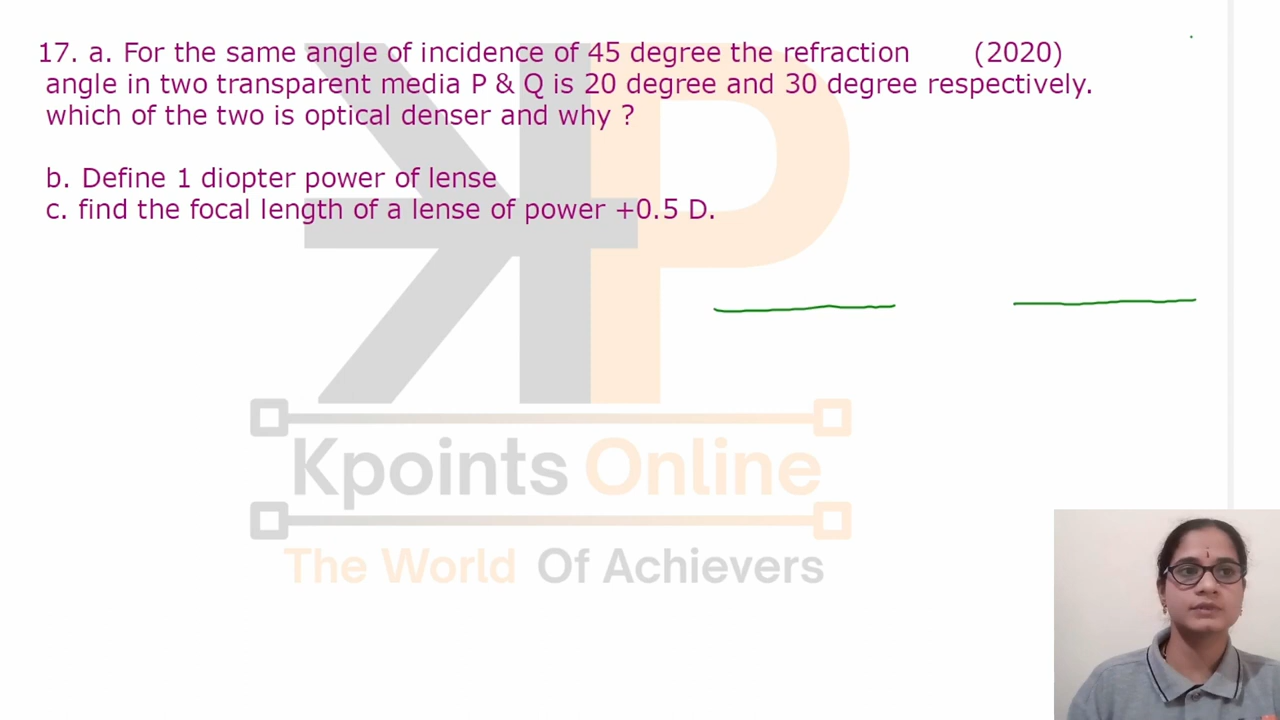 17. a. For the same angle of incidence of 45 degree the refraction (2020)
angle in two transparent media P & Q is 20 degree and 30 degree respectively.
which of the two is optical denser and why ?
b. Define 1 diopter power of lense
c. find the focal length of a lense of power +0.5 D.
KP
Kpoints Online
The World Of Achievers